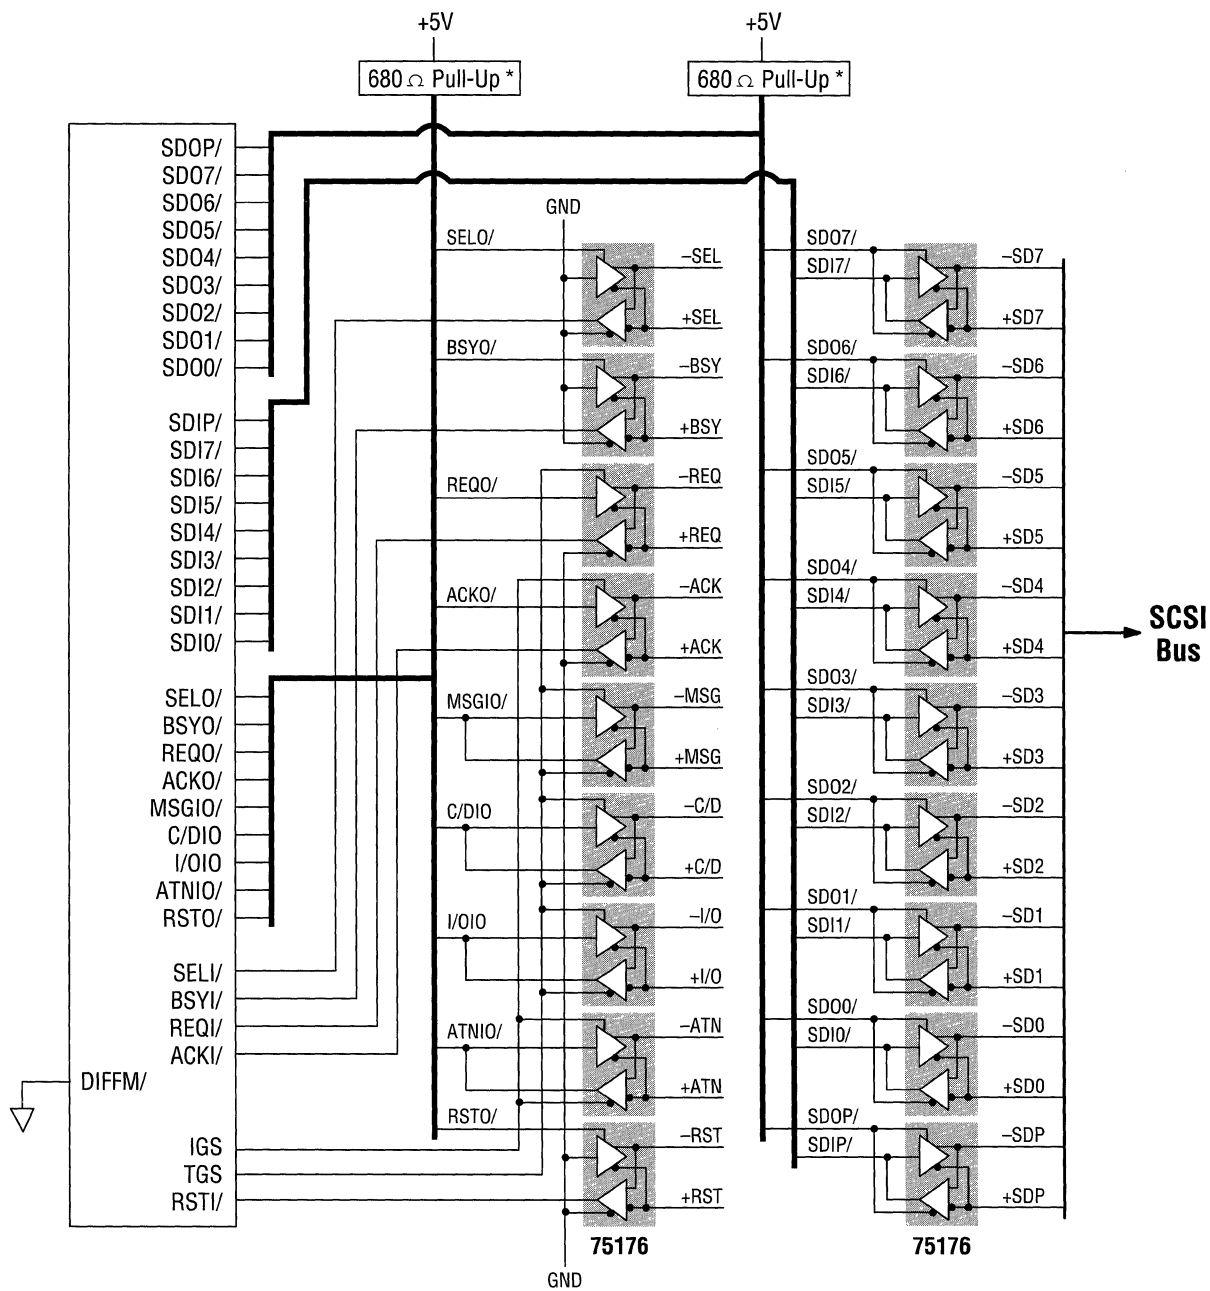 +5V
+5V
680 Ω Pull-Up *
680 Ω Pull-Up *
SDOP/
SDO7/
SDO6/
SDO5/
SDO4/
SDO3/
SDO2/
SDO1/
SDO0/
SDIP/
SDI7/
SDI6/
SDI5/
SDI4/
SDI3/
SDI2/
SDI1/
SDI0/
SELO/
BSYO/
REQO/
ACKO/
MSGIO/
C/DIO
I/OIO
ATNIO/
RSTO/
SELI/
BSYI/
REQI/
ACKI/
DIFFM/
IGS
TGS
RSTI/
GND
SELO/
–SEL
+SEL
BSYO/
–BSY
+BSY
REQO/
–REQ
+REQ
ACKO/
–ACK
+ACK
MSGIO/
–MSG
+MSG
C/DIO
–C/D
+C/D
I/OIO
–I/O
+I/O
ATNIO/
–ATN
+ATN
RSTO/
–RST
+RST
75176
GND
SDO7/
SDI7/
–SD7
+SD7
SDO6/
SDI6/
–SD6
+SD6
SDO5/
SDI5/
–SD5
+SD5
SDO4/
SDI4/
–SD4
+SD4
SDO3/
SDI3/
–SD3
+SD3
SDO2/
SDI2/
–SD2
+SD2
SDO1/
SDI1/
–SD1
+SD1
SDO0/
SDI0/
–SD0
+SD0
SDOP/
SDIP/
–SDP
+SDP
75176
SCSI
Bus